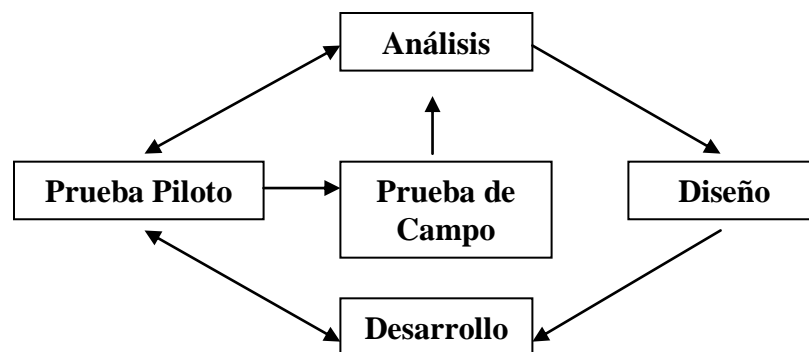 Análisis
Prueba Piloto
Prueba de
Campo
Diseño
Desarrollo